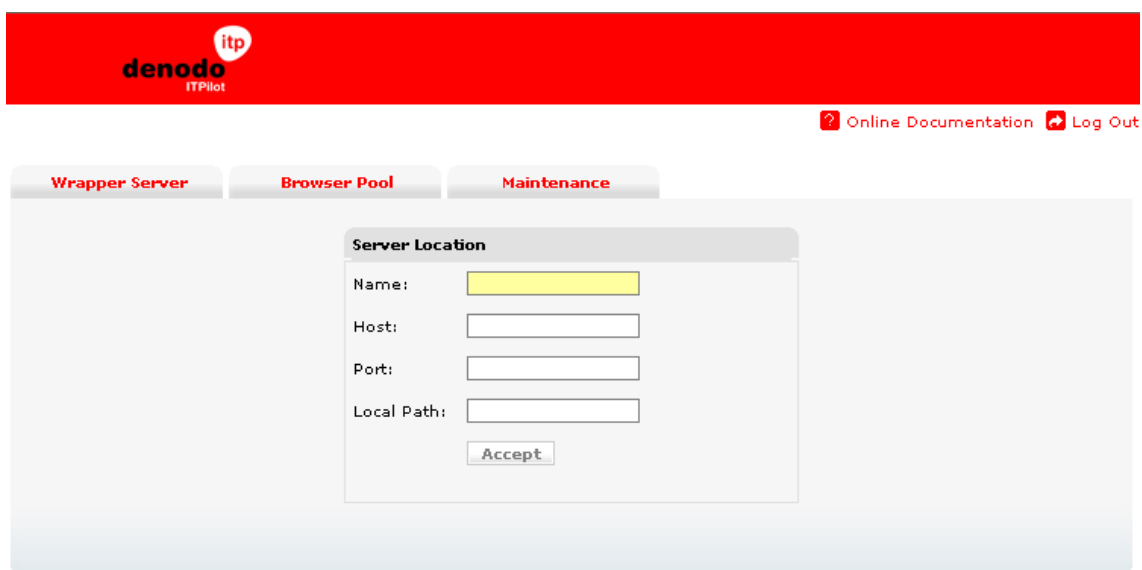 itp
denodo
ITPilot
? Online Documentation Log Out
Wrapper Server Browser Pool Maintenance
Server Location
Name:
Host:
Port:
Local Path:
Accept